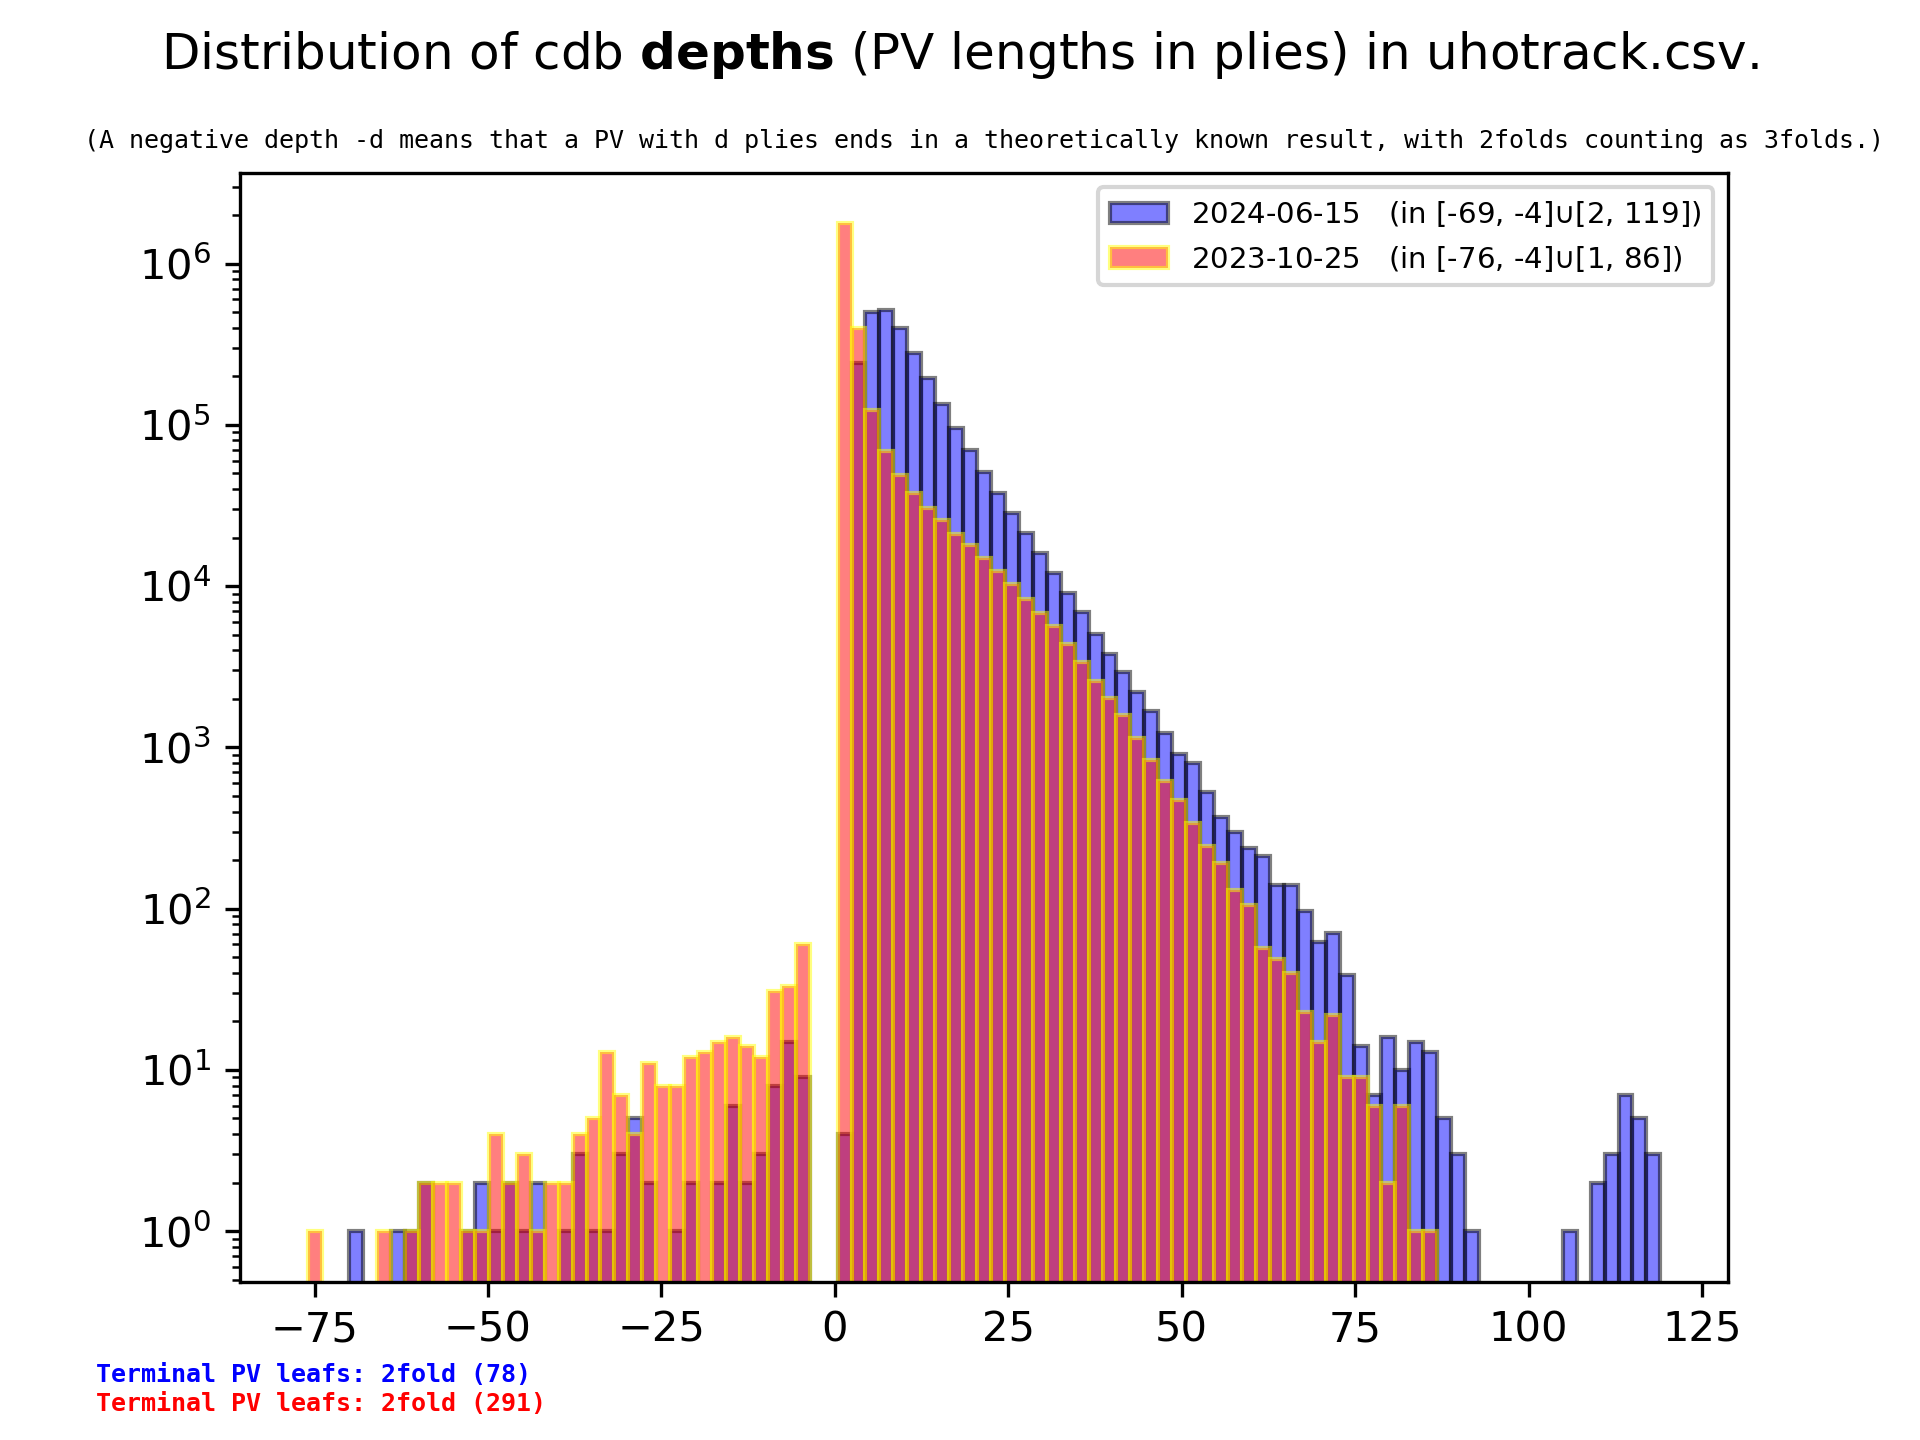 Distribution of cdb depths (PV lengths in plies) in uhotrack.csv.
(A negative depth -d means that a PV with d plies ends in a theoretically known result, with 2folds counting as 3folds.)
2024-06-15 (in [-69, -4]∪[2, 119])
2023-10-25 (in [-76, -4]∪[1, 86])
10⁶
10⁵
10⁴
10³
10²
10¹
10⁰
−75 −50 −25 0 25 50 75 100 125
Terminal PV leafs: 2fold (78)
Terminal PV leafs: 2fold (291)